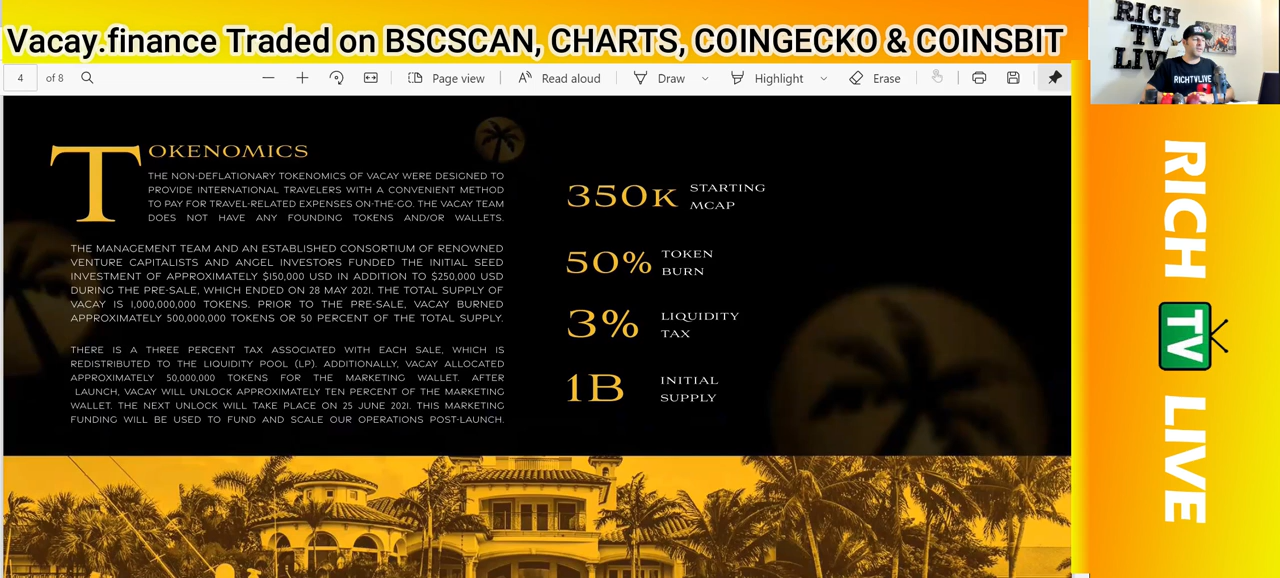 Vacay.finance Traded on BSCSCAN, CHARTS, COINGECKO & COINSBIT
RICH
TV
LIV
RICHTVLIVE
4 of 8 Page view Read aloud Draw Highlight Erase
TOKENOMICS
THE NON-DEFLATIONARY TOKENOMICS OF VACAY WERE DESIGNED TO
PROVIDE INTERNATIONAL TRAVELERS WITH A CONVENIENT METHOD
TO PAY FOR TRAVEL-RELATED EXPENSES ON-THE-GO. THE VACAY TEAM
DOES NOT HAVE ANY FOUNDING TOKENS AND/OR WALLETS.
THE MANAGEMENT TEAM AND AN ESTABLISHED CONSORTIUM OF RENOWNED
VENTURE CAPITALISTS AND ANGEL INVESTORS FUNDED THE INITIAL SEED
INVESTMENT OF APPROXIMATELY $150,000 USD IN ADDITION TO $250,000 USD
DURING THE PRE-SALE, WHICH ENDED ON 28 MAY 2021. THE TOTAL SUPPLY OF
VACAY IS 1,000,000,000 TOKENS. PRIOR TO THE PRE-SALE, VACAY BURNED
APPROXIMATELY 500,000,000 TOKENS OR 50 PERCENT OF THE TOTAL SUPPLY.
THERE IS A THREE PERCENT TAX ASSOCIATED WITH EACH SALE, WHICH IS
REDISTRIBUTED TO THE LIQUIDITY POOL (LP). ADDITIONALLY, VACAY ALLOCATED
APPROXIMATELY 50,000,000 TOKENS FOR THE MARKETING WALLET. AFTER
LAUNCH, VACAY WILL UNLOCK APPROXIMATELY TEN PERCENT OF THE MARKETING
WALLET. THE NEXT UNLOCK WILL TAKE PLACE ON 25 JUNE 2021. THIS MARKETING
FUNDING WILL BE USED TO FUND AND SCALE OUR OPERATIONS POST-LAUNCH.
350K STARTING
MCAP
50% TOKEN
BURN
3% LIQUIDITY
TAX
1B INITIAL
SUPPLY
RICH TV LIVE